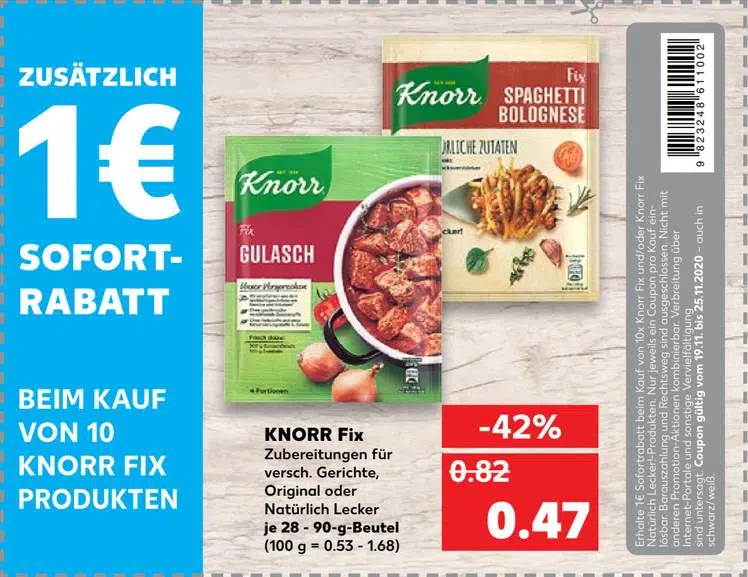 ZUSÄTZLICH
1€
SOFORT-
RABATT
BEIM KAUF
VON 10
KNORR FIX
PRODUKTEN
Knorr
Fix
SPAGHETTI
BOLOGNESE
ÜRLICHE ZUTATEN
Knorr
Fix
GULASCH
Unser Versprechen
Frisch dazu:
4 Portionen
KNORR Fix
Zubereitungen für
versch. Gerichte,
Original oder
Natürlich Lecker
je 28 - 90-g-Beutel
(100 g = 0.53 - 1.68)
-42%
0.82
0.47
9 823248 611002
Erhalte 1€ Sofortrabatt beim Kauf von 10x Knorr Fix und/oder Knorr Fix
Natürlich Lecker!-Produkten. Nur jeweils ein Coupon pro Kauf ein-
lösbar. Barauszahlung und Rechtsweg sind ausgeschlossen. Nicht mit
anderen Promotion-Aktionen kombinierbar. Verbreitung über
Internet-Portale und sonstige Vervielfältigung
sind untersagt. Coupon gültig vom 19.11. bis 25.11.2020 – auch in
schwarz/weiß.